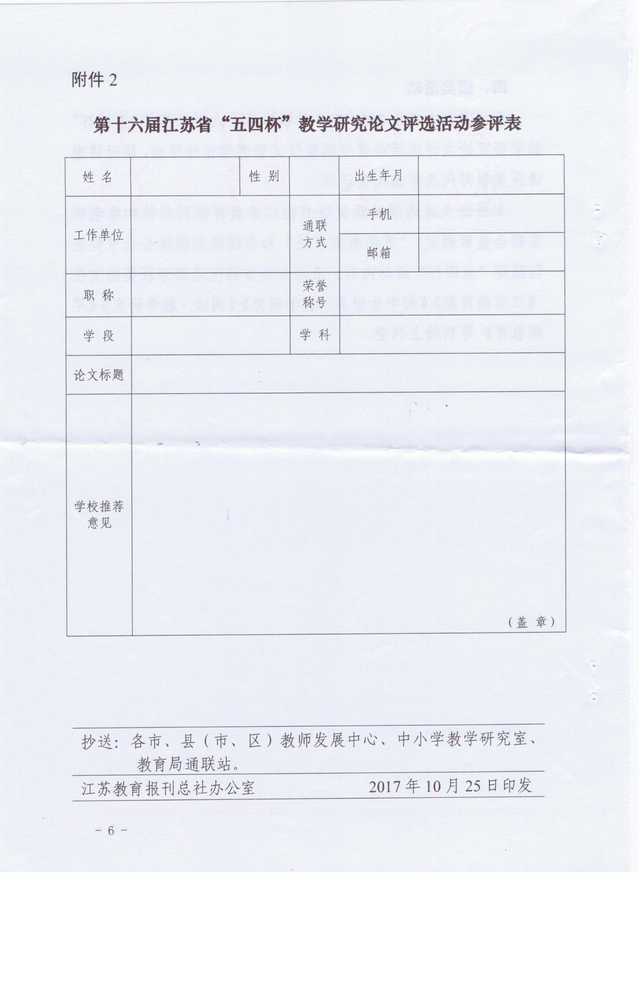 附件 2
第十六届江苏省“五四杯”教学研究论文评选活动参评表
姓 名
性 别
出生年月
工作单位
通联
方式
手机
邮箱
职 称
荣誉
称号
学 段
学 科
论文标题
学校推荐
意见
（盖 章）
抄送：各市、县（市、区）教师发展中心、中小学教学研究室、
教育局通联站。
江苏教育报刊总社办公室 2017 年 10 月 25 日印发
- 6 -